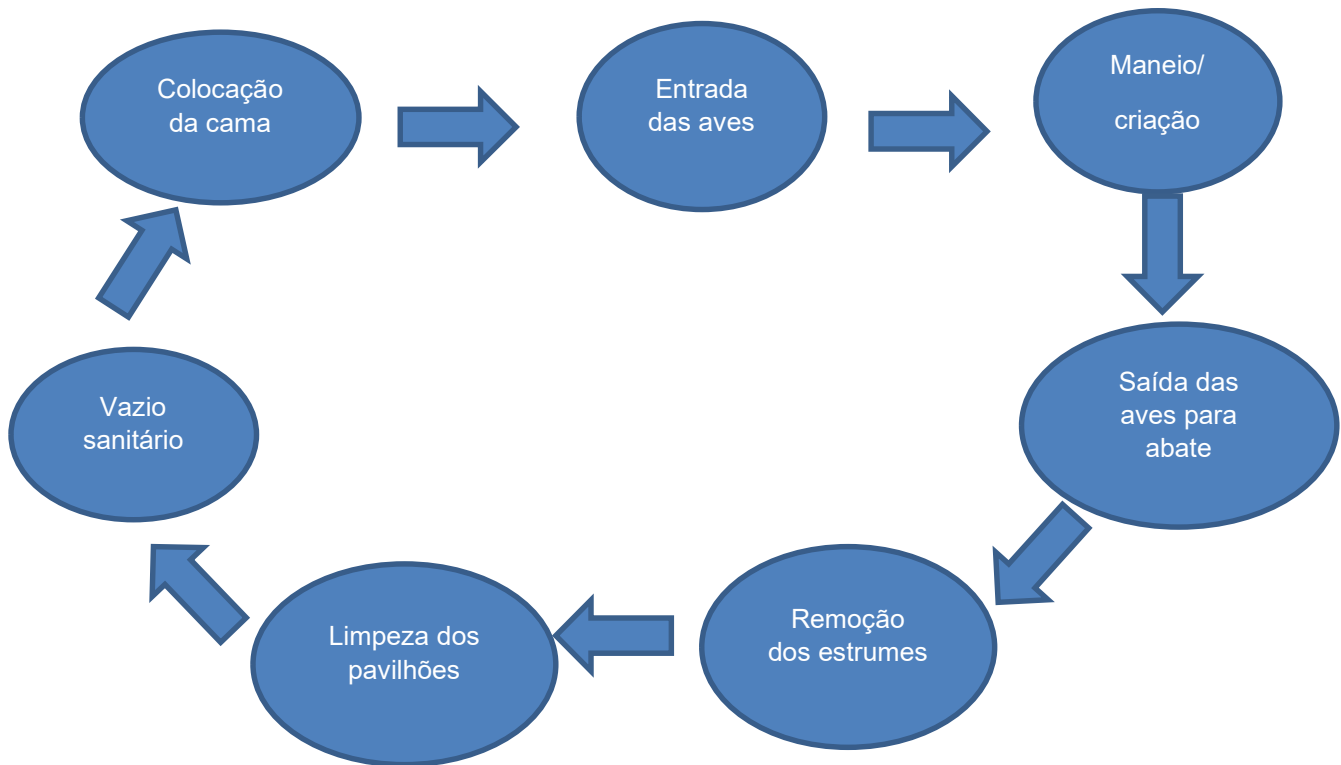 Colocação
da cama
Entrada
das aves
Maneio/
criação
Saída das
aves para
abate
Remoção
dos estrumes
Limpeza dos
pavilhões
Vazio
sanitário